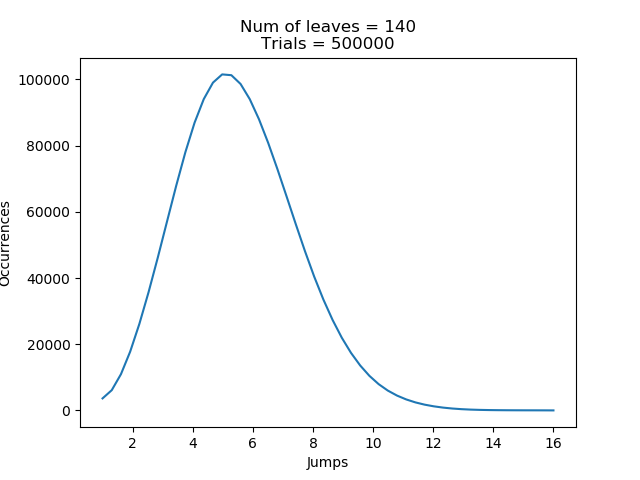 Num of leaves = 140
Trials = 500000
Occurrences
100000
80000
60000
40000
20000
0
2 4 6 8 10 12 14 16
Jumps